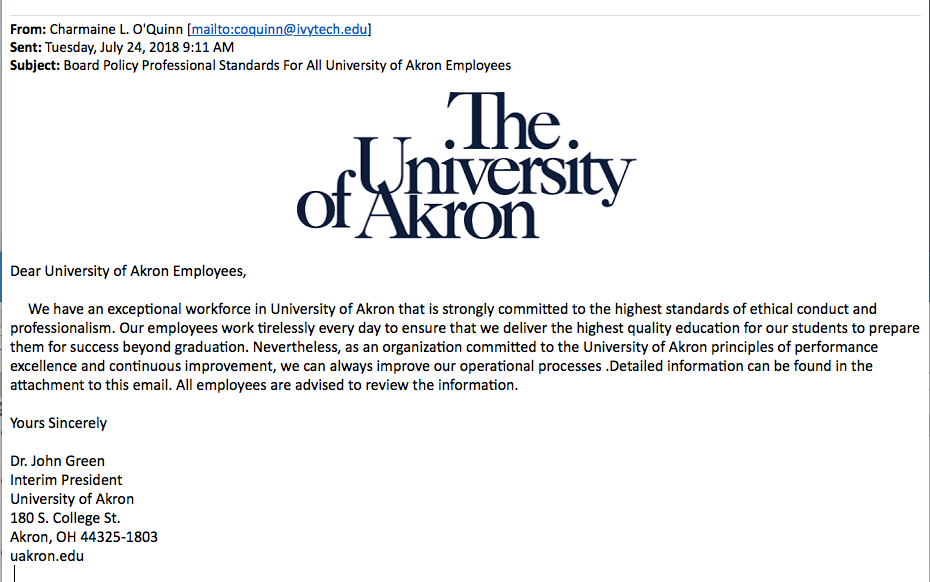 From: Charmaine L. O'Quinn [mailto:coquinn@ivytech.edu]
Sent: Tuesday, July 24, 2018 9:11 AM
Subject: Board Policy Professional Standards For All University of Akron Employees
The
University
of Akron
Dear University of Akron Employees,
We have an exceptional workforce in University of Akron that is strongly committed to the highest standards of ethical conduct and
professionalism. Our employees work tirelessly every day to ensure that we deliver the highest quality education for our students to prepare
them for success beyond graduation. Nevertheless, as an organization committed to the University of Akron principles of performance
excellence and continuous improvement, we can always improve our operational processes .Detailed information can be found in the
attachment to this email. All employees are advised to review the information.
Yours Sincerely
Dr. John Green
Interim President
University of Akron
180 S. College St.
Akron, OH 44325-1803
uakron.edu